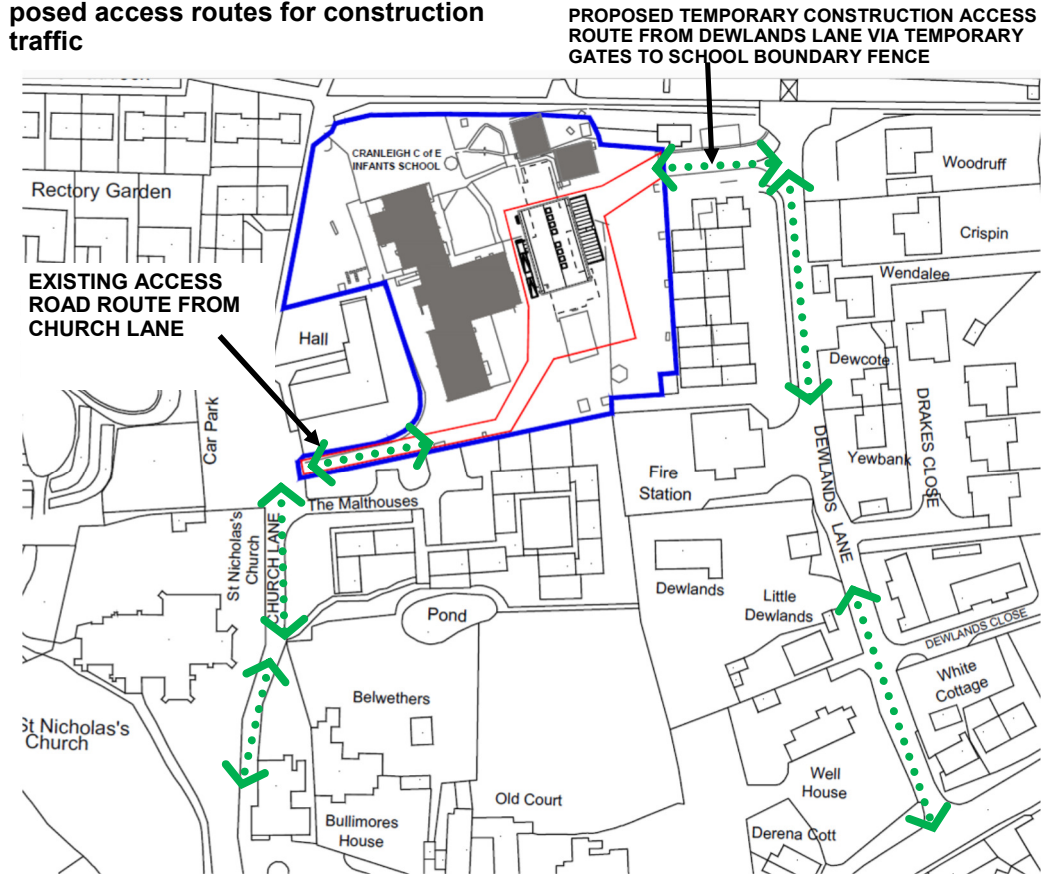 posed access routes for construction
traffic
PROPOSED TEMPORARY CONSTRUCTION ACCESS
ROUTE FROM DEWLANDS LANE VIA TEMPORARY
GATES TO SCHOOL BOUNDARY FENCE
CRANLEIGH C of E
INFANTS SCHOOL
Woodruff
Rectory Garden
Crispin
EXISTING ACCESS
ROAD ROUTE FROM
CHURCH LANE
Wendalee
Hall
Dewcote
Car Park
DRAKES CLOSE
DEWLANDS LANE
Yewbank
Fire
Station
The Malthouses
St Nicholas's
Church
CHURCH LANE
Dewlands
Little
Dewlands
Pond
DEWLANDS CLOSE
White
Cottage
Belwethers
St Nicholas's
Church
Well
House
Old Court
Bullimores
House
Derena Cott